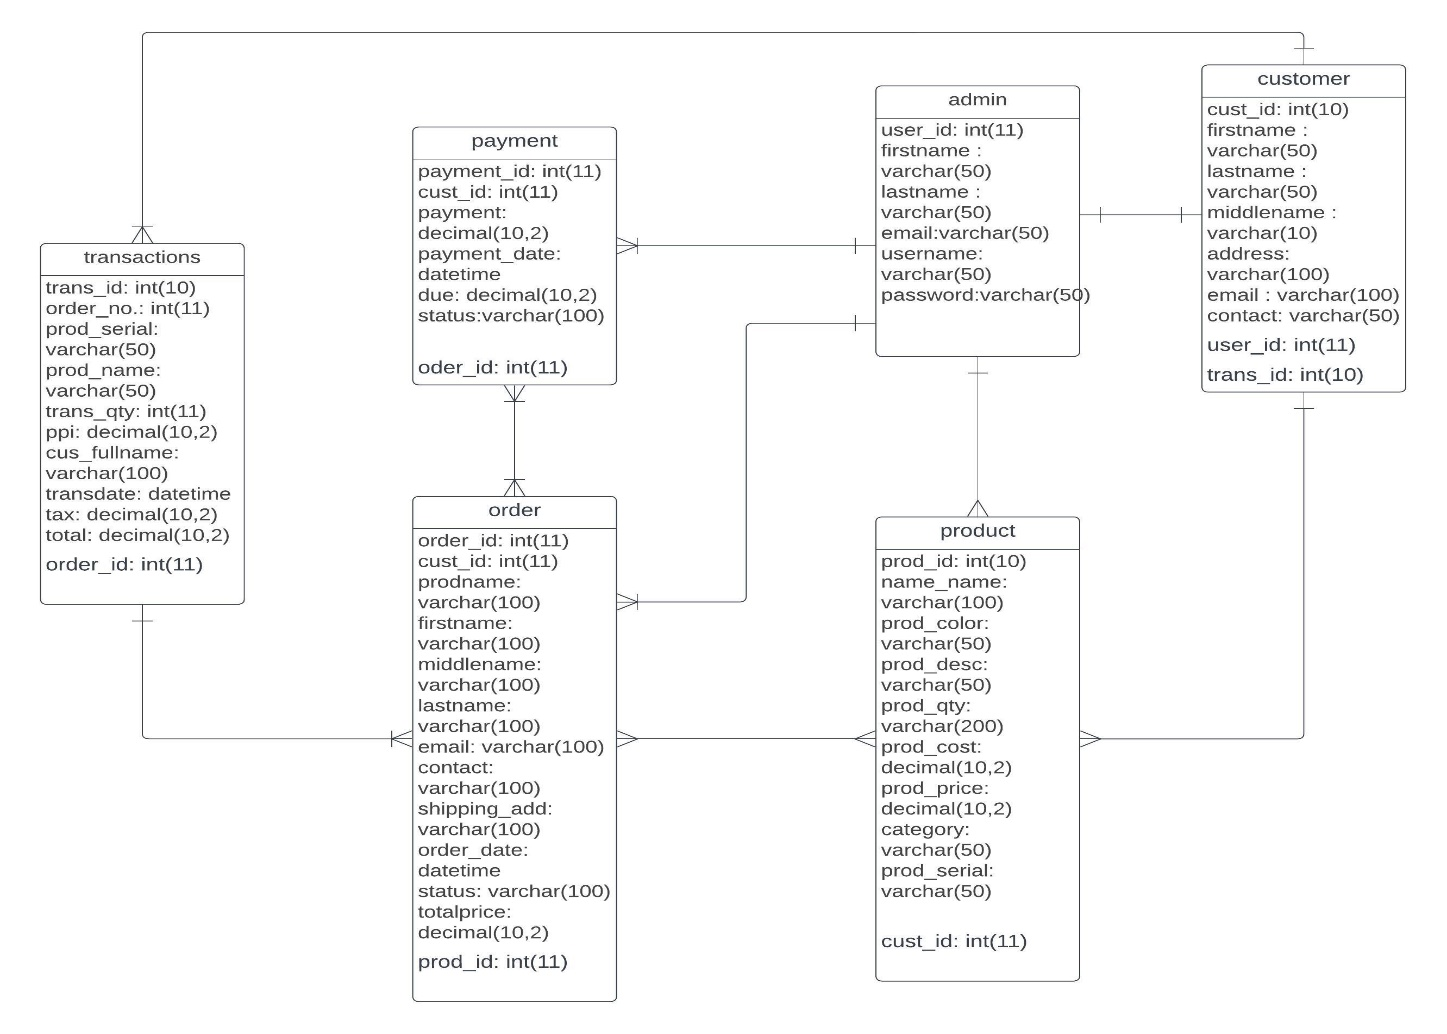 customer
cust_id: int(10)
firstname :
varchar(50)
lastname :
varchar(50)
middlename :
varchar(10)
address:
varchar(100)
email : varchar(100)
contact: varchar(50)
user_id: int(11)
trans_id: int(10)
admin
user_id: int(11)
firstname :
varchar(50)
lastname :
varchar(50)
email:varchar(50)
username:
varchar(50)
password:varchar(50)
payment
payment_id: int(11)
cust_id: int(11)
payment:
decimal(10,2)
payment_date:
datetime
due: decimal(10,2)
status:varchar(100)
oder_id: int(11)
transactions
trans_id: int(10)
order_no.: int(11)
prod_serial:
varchar(50)
prod_name:
varchar(50)
trans_qty: int(11)
ppi: decimal(10,2)
cus_fullname:
varchar(100)
transdate: datetime
tax: decimal(10,2)
total: decimal(10,2)
order_id: int(11)
order
order_id: int(11)
cust_id: int(11)
prodname:
varchar(100)
firstname:
varchar(100)
middlename:
varchar(100)
lastname:
varchar(100)
email: varchar(100)
contact:
varchar(100)
shipping_add:
varchar(100)
order_date:
datetime
status: varchar(100)
totalprice:
decimal(10,2)
prod_id: int(11)
product
prod_id: int(10)
name_name:
varchar(100)
prod_color:
varchar(50)
prod_desc:
varchar(50)
prod_qty:
varchar(200)
prod_cost:
decimal(10,2)
prod_price:
decimal(10,2)
category:
varchar(50)
prod_serial:
varchar(50)
cust_id: int(11)